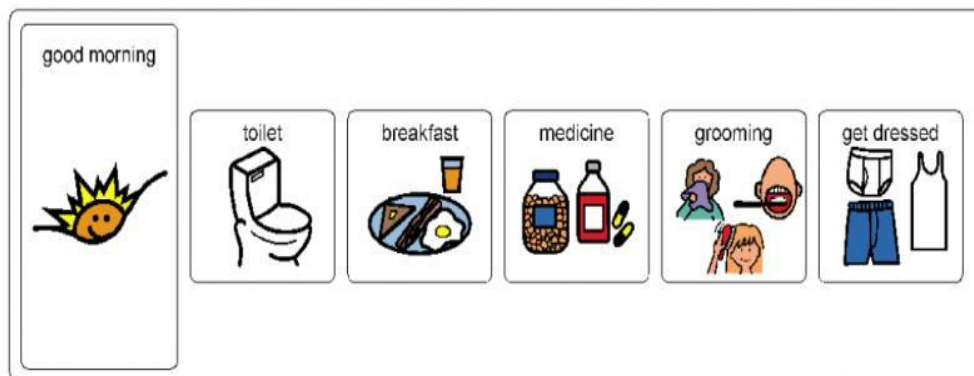 good morning
toilet
breakfast
medicine
grooming
get dressed